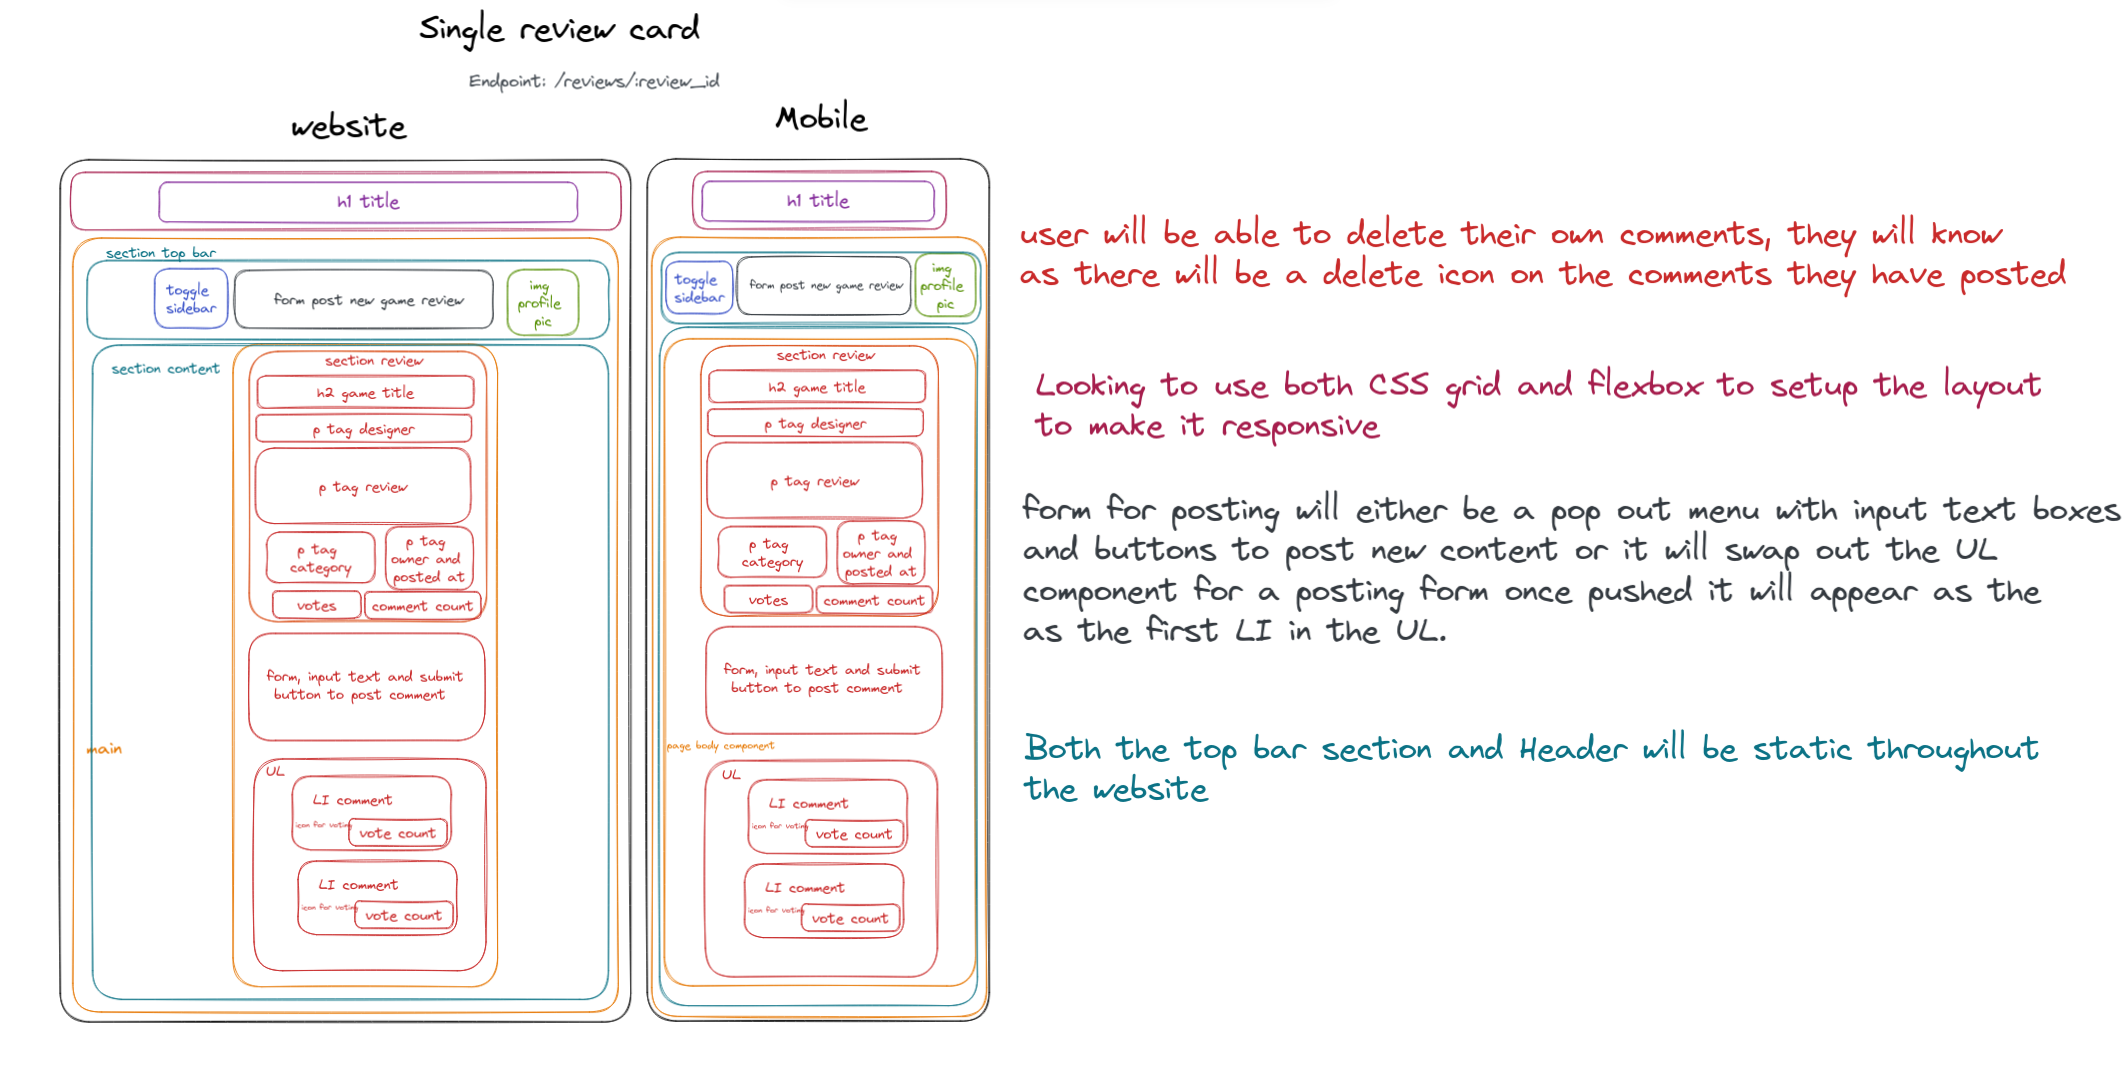 Single review card
Endpoint: /reviews/:review_id
website
h1 title
section top bar
toggle
sidebar
form post new game review
img
profile
pic
section content
section review
h2 game title
p tag designer
p tag review
p tag
category
p tag
owner and
posted at
votes
comment count
form, input text and submit
button to post comment
main
UL
LI comment
icon for voting
vote count
LI comment
icon for voting
vote count
Mobile
h1 title
toggle
sidebar
form post new game review
img
profile
pic
section review
h2 game title
p tag designer
p tag review
p tag
category
p tag
owner and
posted at
votes
comment count
form, input text and submit
button to post comment
page body component
UL
LI comment
icon for voting
vote count
LI comment
icon for voting
vote count
user will be able to delete their own comments, they will know
as there will be a delete icon on the comments they have posted
Looking to use both CSS grid and flexbox to setup the layout
to make it responsive
form for posting will either be a pop out menu with input text boxes
and buttons to post new content or it will swap out the UL
component for a posting form once pushed it will appear as the
as the first LI in the UL.
Both the top bar section and Header will be static throughout
the website